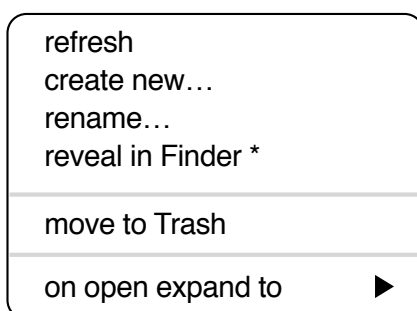 refresh
create new…
rename…
reveal in Finder *
move to Trash
on open expand to